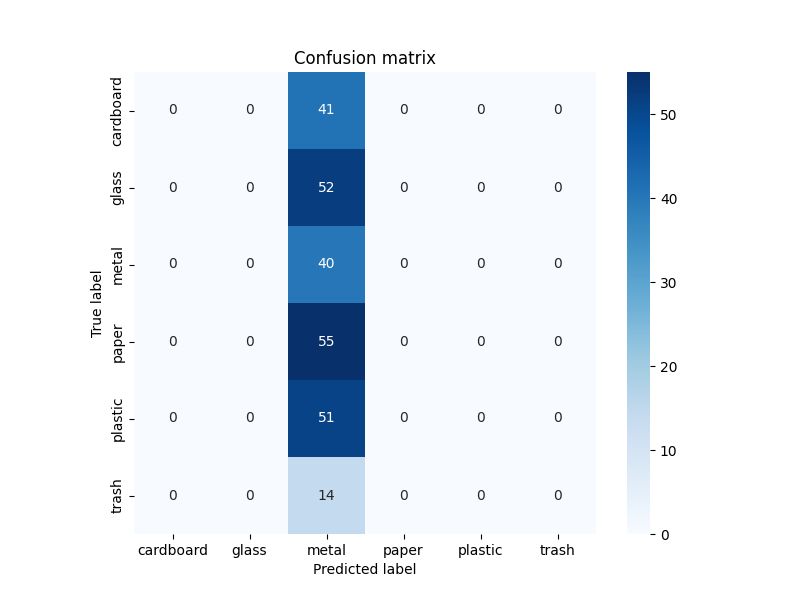 Confusion matrix
cardboard 0 0 41 0 0 0
glass 0 0 52 0 0 0
metal 0 0 40 0 0 0
paper 0 0 55 0 0 0
plastic 0 0 51 0 0 0
trash 0 0 14 0 0 0
True label
cardboard glass metal paper plastic trash
Predicted label
50
40
30
20
10
0